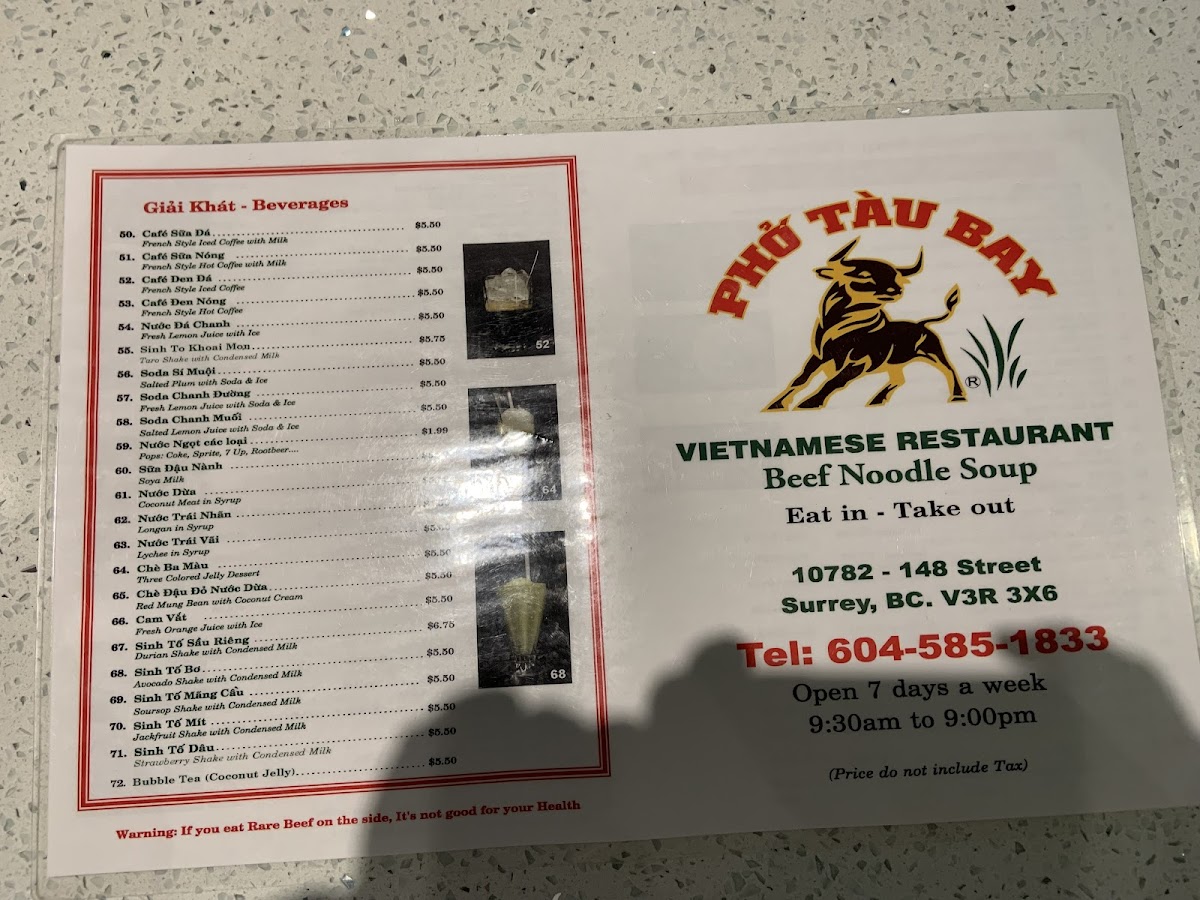 Giải Khát - Beverages
50. Café Sữa Đá $5.50
French Style Iced Coffee with Milk
51. Café Sữa Nóng $5.50
French Style Hot Coffee with Milk
52. Café Đen Đá $5.50
French Style Iced Coffee
53. Café Đen Nóng $5.50
French Style Hot Coffee
54. Nước Đá Chanh $5.50
Fresh Lemon Juice with Ice
55. Sinh To Khoai Mon $5.75
Taro Shake with Condensed Milk
56. Soda Sí Muội $5.50
Salted Plum with Soda & Ice
57. Soda Chanh Đường $5.50
Fresh Lemon Juice with Soda & Ice
58. Soda Chanh Muối $5.50
Salted Lemon Juice with Soda & Ice
59. Nước Ngọt các loại $1.99
Pops: Coke, Sprite, 7 Up, Rootbeer....
60. Sữa Đậu Nành
Soya Milk
61. Nước Dừa
Coconut Meat in Syrup
62. Nước Trái Nhãn
Longan in Syrup
63. Nước Trái Vãi
Lychee in Syrup
64. Chè Ba Màu $5.50
Three Colored Jelly Dessert
65. Chè Đậu Đỏ Nước Dừa $5.50
Red Mung Bean with Coconut Cream
66. Cam Vắt $5.50
Fresh Orange Juice with Ice
67. Sinh Tố Sầu Riêng $6.75
Durian Shake with Condensed Milk
68. Sinh Tố Bơ $5.50
Avocado Shake with Condensed Milk
69. Sinh Tố Mãng Cầu $5.50
Soursop Shake with Condensed Milk
70. Sinh Tố Mít $5.50
Jackfruit Shake with Condensed Milk
71. Sinh Tố Dâu $5.50
Strawberry Shake with Condensed Milk
72. Bubble Tea (Coconut Jelly) $5.50
52
64
68
Warning: If you eat Rare Beef on the side, It's not good for your Health
PHỞ TÀU BAY
®
VIETNAMESE RESTAURANT
Beef Noodle Soup
Eat in - Take out
10782 - 148 Street
Surrey, BC. V3R 3X6
Tel: 604-585-1833
Open 7 days a week
9:30am to 9:00pm
(Price do not include Tax)